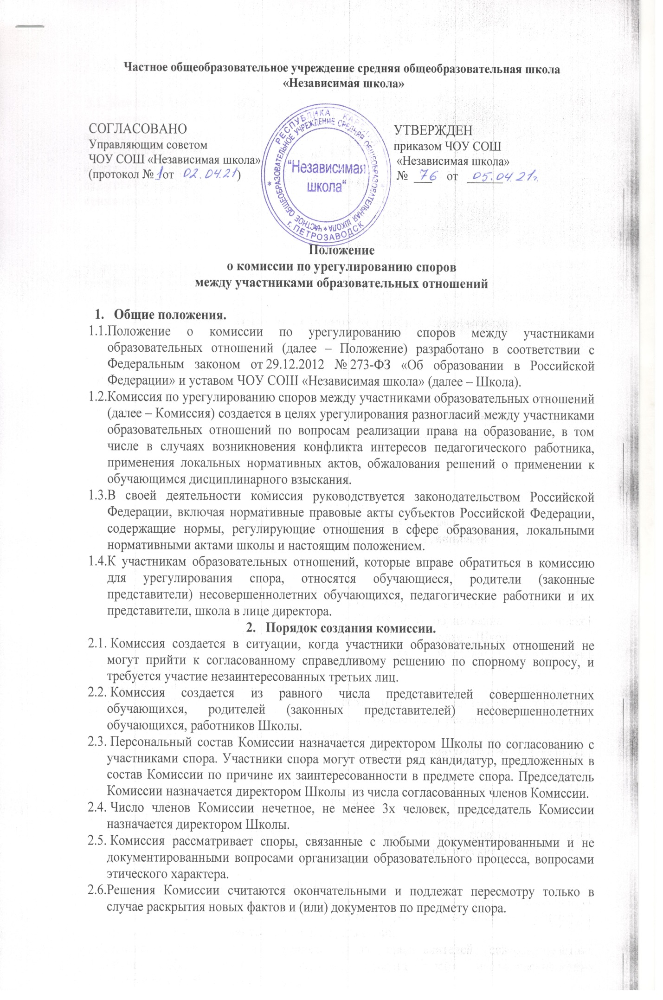 Частное общеобразовательное учреждение средняя общеобразовательная школа
«Независимая школа»
СОГЛАСОВАНО
Управляющим советом
ЧОУ СОШ «Независимая школа»
(протокол № 1 от 02.04.21)
РЕСПУБЛИКА
ЧАСТНОЕ ОБЩЕОБРАЗОВАТЕЛЬНОЕ УЧРЕЖДЕНИЕ СРЕДНЯЯ ОБЩЕОБРАЗОВАТЕЛЬНАЯ ШКОЛА *
"Независимая
школа"
* г. ПЕТРОЗАВОДСК *
УТВЕРЖДЕН
приказом ЧОУ СОШ
«Независимая школа»
№ 76 от 05.04.21г.
Положение
о комиссии по урегулированию споров
между участниками образовательных отношений
1. Общие положения.
1.1.Положение о комиссии по урегулированию споров между участниками
образовательных отношений (далее – Положение) разработано в соответствии с
Федеральным законом от 29.12.2012 № 273-ФЗ «Об образовании в Российской
Федерации» и уставом ЧОУ СОШ «Независимая школа» (далее – Школа).
1.2.Комиссия по урегулированию споров между участниками образовательных отношений
(далее – Комиссия) создается в целях урегулирования разногласий между участниками
образовательных отношений по вопросам реализации права на образование, в том
числе в случаях возникновения конфликта интересов педагогического работника,
применения локальных нормативных актов, обжалования решений о применении к
обучающимся дисциплинарного взыскания.
1.3.В своей деятельности комиссия руководствуется законодательством Российской
Федерации, включая нормативные правовые акты субъектов Российской Федерации,
содержащие нормы, регулирующие отношения в сфере образования, локальными
нормативными актами школы и настоящим положением.
1.4.К участникам образовательных отношений, которые вправе обратиться в комиссию
для урегулирования спора, относятся обучающиеся, родители (законные
представители) несовершеннолетних обучающихся, педагогические работники и их
представители, школа в лице директора.
2. Порядок создания комиссии.
2.1. Комиссия создается в ситуации, когда участники образовательных отношений не
могут прийти к согласованному справедливому решению по спорному вопросу, и
требуется участие незаинтересованных третьих лиц.
2.2. Комиссия создается из равного числа представителей совершеннолетних
обучающихся, родителей (законных представителей) несовершеннолетних
обучающихся, работников Школы.
2.3. Персональный состав Комиссии назначается директором Школы по согласованию с
участниками спора. Участники спора могут отвести ряд кандидатур, предложенных в
состав Комиссии по причине их заинтересованности в предмете спора. Председатель
Комиссии назначается директором Школы из числа согласованных членов Комиссии.
2.4. Число членов Комиссии нечетное, не менее 3х человек, председатель Комиссии
назначается директором Школы.
2.5. Комиссия рассматривает споры, связанные с любыми документированными и не
документированными вопросами организации образовательного процесса, вопросами
этического характера.
2.6.Решения Комиссии считаются окончательными и подлежат пересмотру только в
случае раскрытия новых фактов и (или) документов по предмету спора.